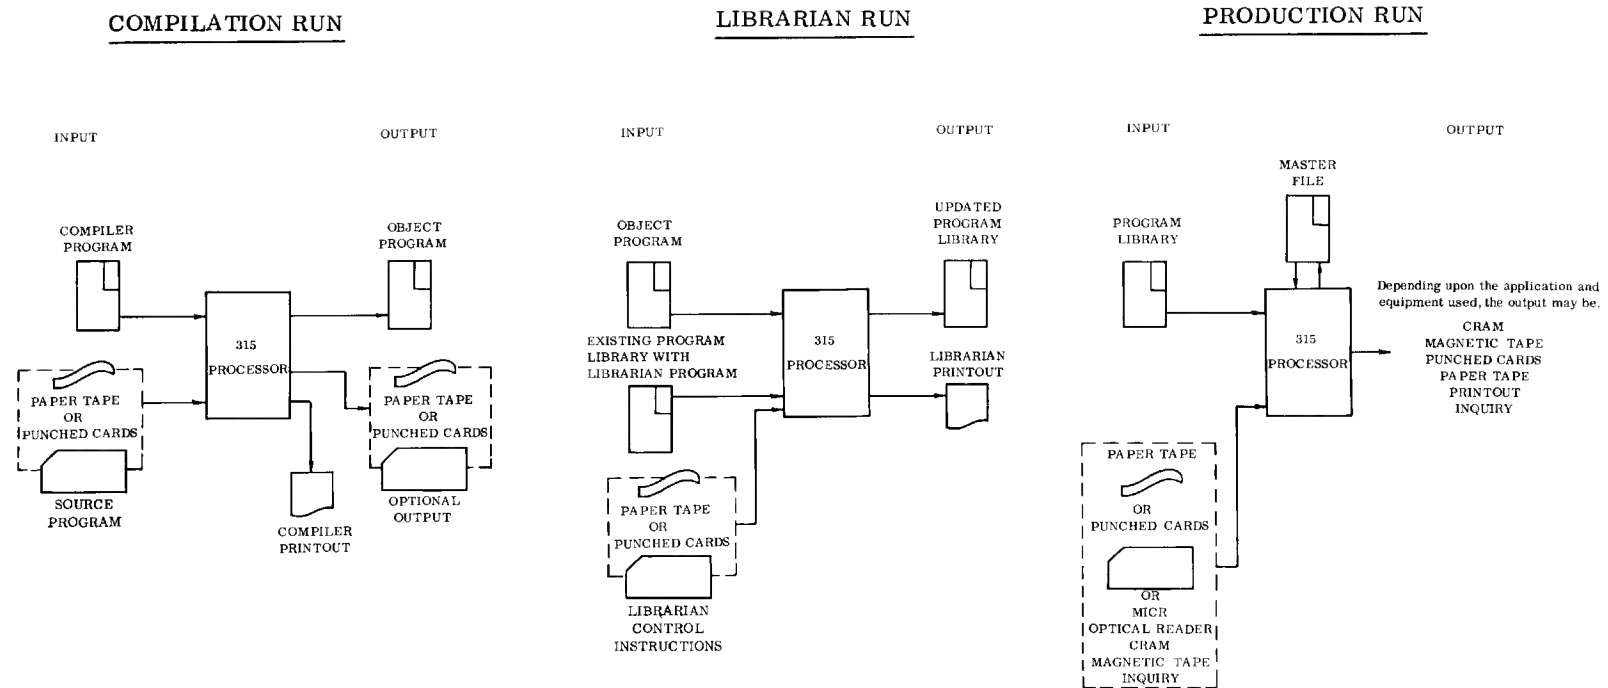 COMPILATION RUN
INPUT
OUTPUT
COMPILER
PROGRAM
OBJECT
PROGRAM
315
PROCESSOR
PAPER TAPE
OR
PUNCHED CARDS
SOURCE
PROGRAM
PAPER TAPE
OR
PUNCHED CARDS
OPTIONAL
OUTPUT
COMPILER
PRINTOUT
LIBRARIAN RUN
INPUT
OUTPUT
OBJECT
PROGRAM
UPDATED
PROGRAM
LIBRARY
EXISTING PROGRAM
LIBRARY WITH
LIBRARIAN PROGRAM
315
PROCESSOR
LIBRARIAN
PRINTOUT
PAPER TAPE
OR
PUNCHED CARDS
LIBRARIAN
CONTROL
INSTRUCTIONS
PRODUCTION RUN
INPUT
OUTPUT
MASTER
FILE
PROGRAM
LIBRARY
315
PROCESSOR
Depending upon the application and
equipment used, the output may be.
CRAM
MAGNETIC TAPE
PUNCHED CARDS
PAPER TAPE
PRINTOUT
INQUIRY
PAPER TAPE
OR
PUNCHED CARDS
OR
MICR
OPTICAL READER
CRAM
MAGNETIC TAPE
INQUIRY